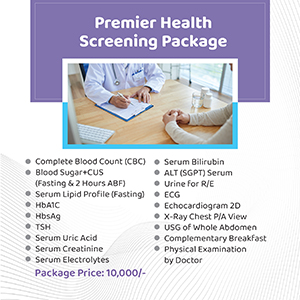 Premier Health
Screening Package
Complete Blood Count (CBC)
Blood Sugar+CUS
(Fasting & 2 Hours ABF)
Serum Lipid Profile (Fasting)
HbA1C
HbsAg
TSH
Serum Uric Acid
Serum Creatinine
Serum Electrolytes
Serum Bilirubin
ALT (SGPT) Serum
Urine for R/E
ECG
Echocardiogram 2D
X-Ray Chest P/A View
USG of Whole Abdomen
Complementary Breakfast
Physical Examination
by Doctor
Package Price: 10,000/-